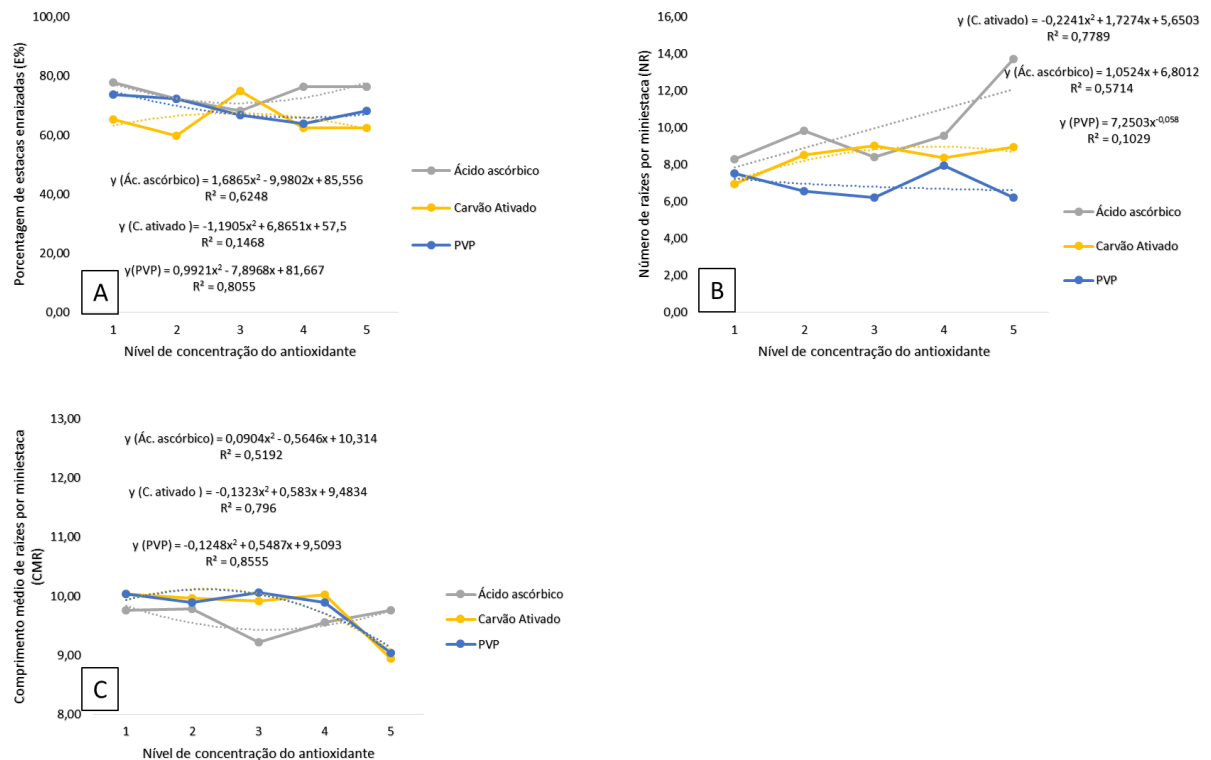 100,00
80,00
60,00
40,00
20,00
0,00
Porcentagem de estacas enraizadas (E%)
y (Ác. ascórbico) = 1,6865x² - 9,9802x + 85,556
R² = 0,6248
y (C. ativado )= -1,1905x² + 6,8651x + 57,5
R² = 0,1468
y(PVP) = 0,9921x² - 7,8968x + 81,667
R² = 0,8055
A
1 2 3 4 5
Nível de concentração do antioxidante
Ácido ascórbico
Carvão Ativado
PVP
16,00
14,00
12,00
10,00
8,00
6,00
4,00
2,00
0,00
Número de raízes por miniestaca (NR)
y (C. ativado) = -0,2241x² + 1,7274x + 5,6503
R² = 0,7789
y (Ác. ascórbico) = 1,0524x + 6,8012
R² = 0,5714
y (PVP) = 7,2503x⁻⁰,⁰⁵⁸
R² = 0,1029
B
1 2 3 4 5
Nível de concentração do antioxidante
Ácido ascórbico
Carvão Ativado
PVP
13,00
12,00
11,00
10,00
9,00
8,00
Comprimento médio de raízes por miniestaca
(CMR)
y (Ác. ascórbico) = 0,0904x² - 0,5646x + 10,314
R² = 0,5192
y (C. ativado ) = -0,1323x² + 0,583x + 9,4834
R² = 0,796
y (PVP) = -0,1248x² + 0,5487x + 9,5093
R² = 0,8555
C
1 2 3 4 5
Nível de concentração do antioxidante
Ácido ascórbico
Carvão Ativado
PVP